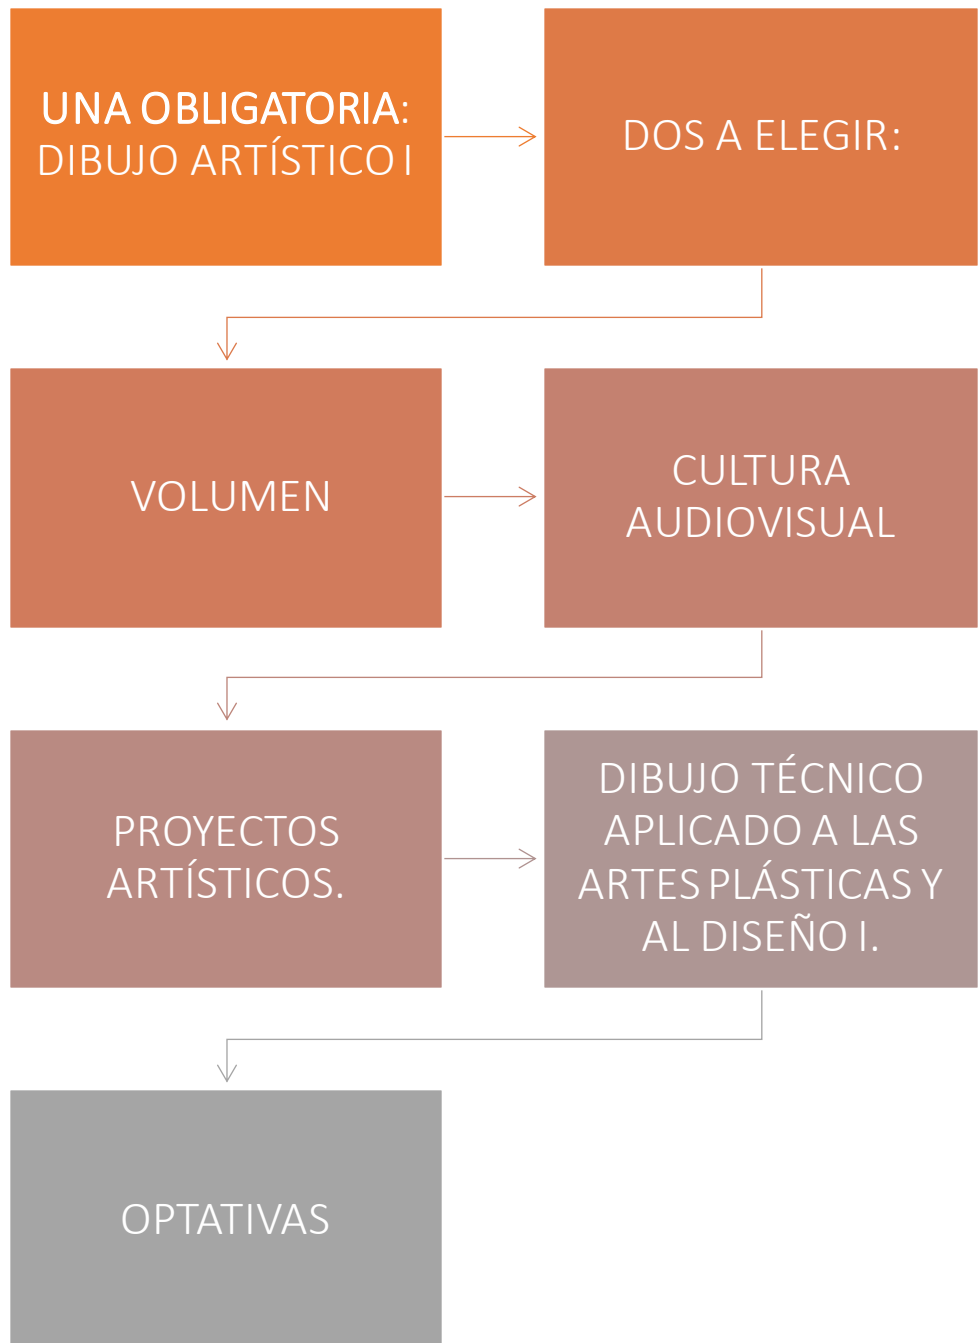 UNA OBLIGATORIA:
DIBUJO ARTÍSTICO I
DOS A ELEGIR:
VOLUMEN
CULTURA
AUDIOVISUAL
PROYECTOS
ARTÍSTICOS.
DIBUJO TÉCNICO
APLICADO A LAS
ARTES PLÁSTICAS Y
AL DISEÑO I.
OPTATIVAS